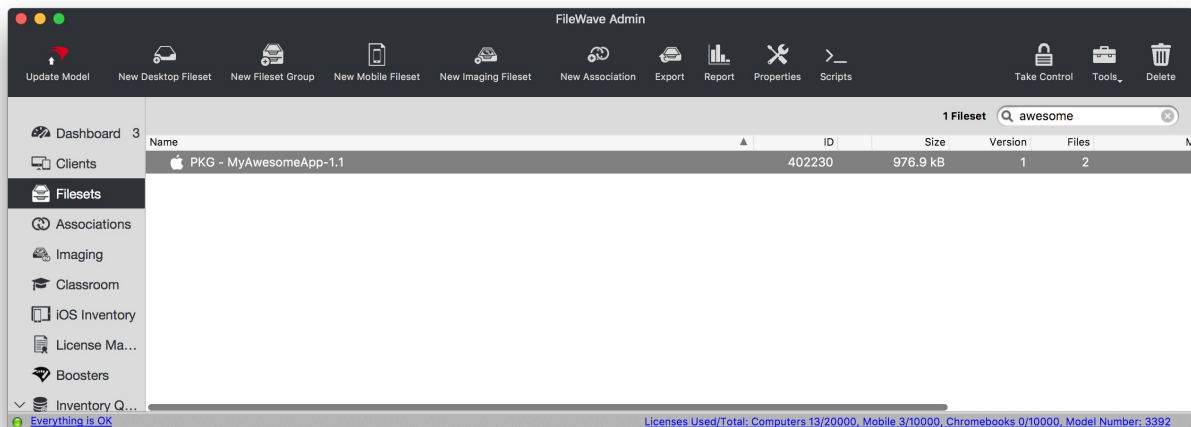 FileWave Admin
Update Model New Desktop Fileset New Fileset Group New Mobile Fileset New Imaging Fileset New Association Export Report Properties Scripts Take Control Tools Delete
1 Fileset awesome
Dashboard 3
Name ID Size Version Files M
Clients
PKG - MyAwesomeApp-1.1 402230 976.9 kB 1 2
Filesets
Associations
Imaging
Classroom
iOS Inventory
License Ma...
Boosters
Inventory Q...
Everything is OK Licenses Used/Total: Computers 13/20000, Mobile 3/10000, Chromebooks 0/10000, Model Number: 3392